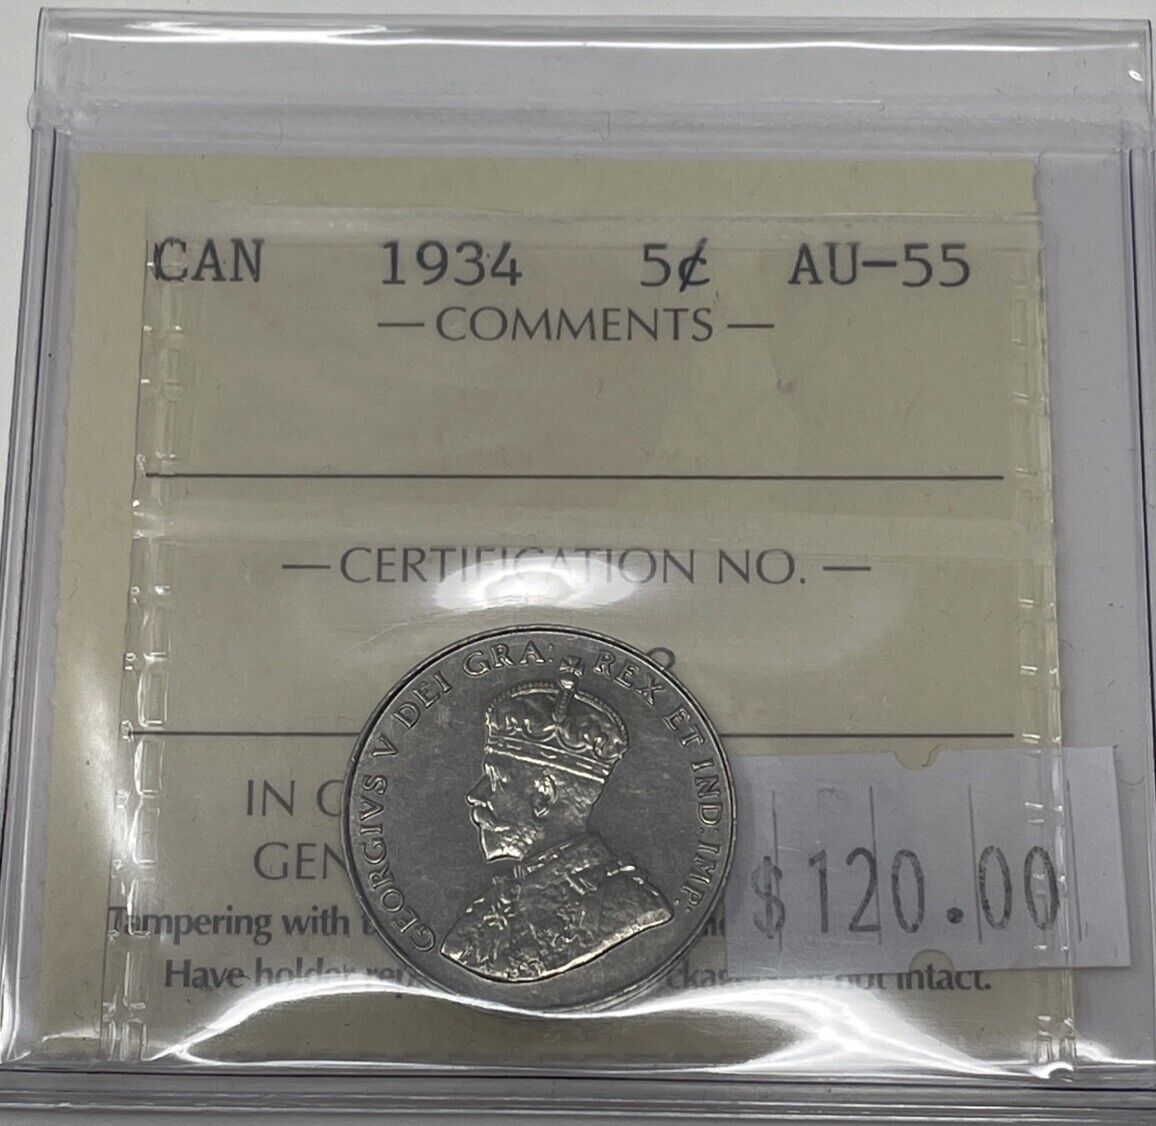 CAN 1934 5¢ AU-55
— COMMENTS —
— CERTIFICATION NO. —
GEORGIVS V DEI GRA: REX ET IND: IMP:
IN
GEN
$120.00
Tampering with
Have holder intact.